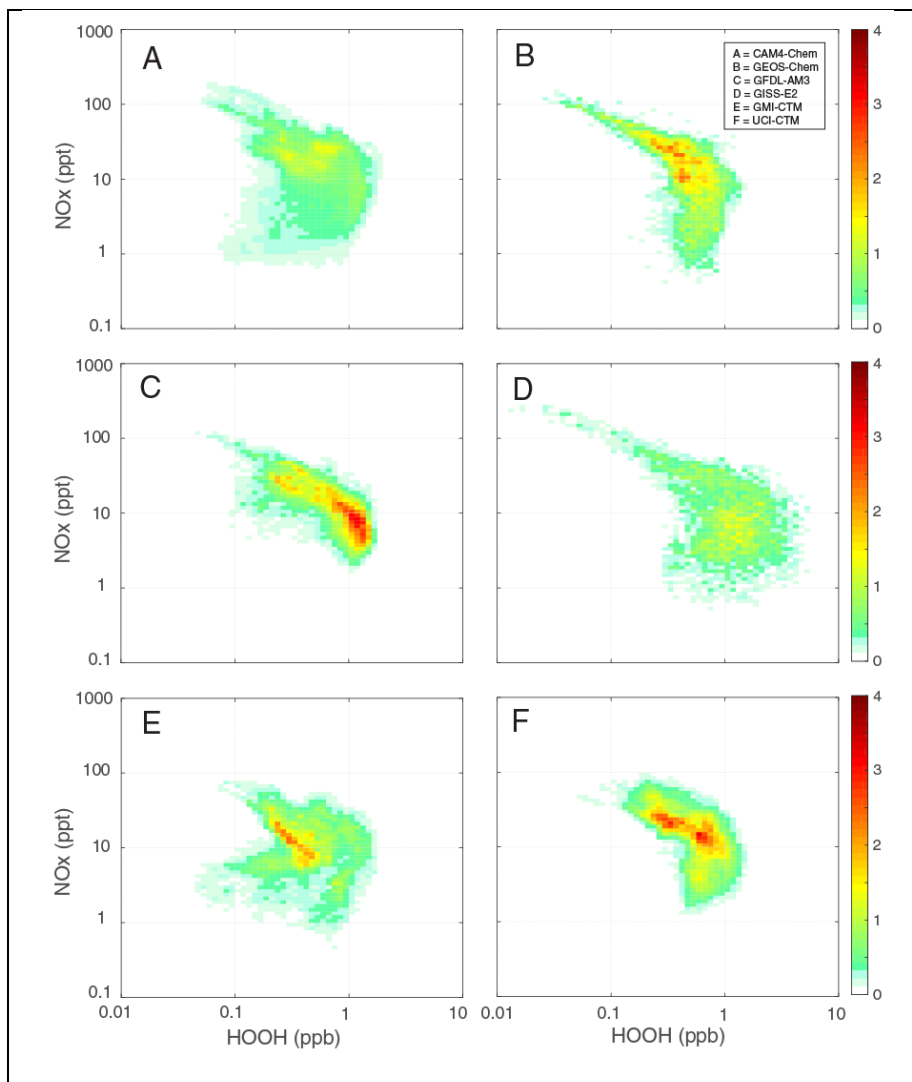 1000
100
10
1
0.1
NOx (ppt)
A
B
A = CAM4-Chem
B = GEOS-Chem
C = GFDL-AM3
D = GISS-E2
E = GMI-CTM
F = UCI-CTM
4
3
2
1
0
1000
100
10
1
0.1
NOx (ppt)
C
D
4
3
2
1
0
1000
100
10
1
0.1
NOx (ppt)
E
F
4
3
2
1
0
0.01
0.1
1
10
HOOH (ppb)
0.01
0.1
1
10
HOOH (ppb)